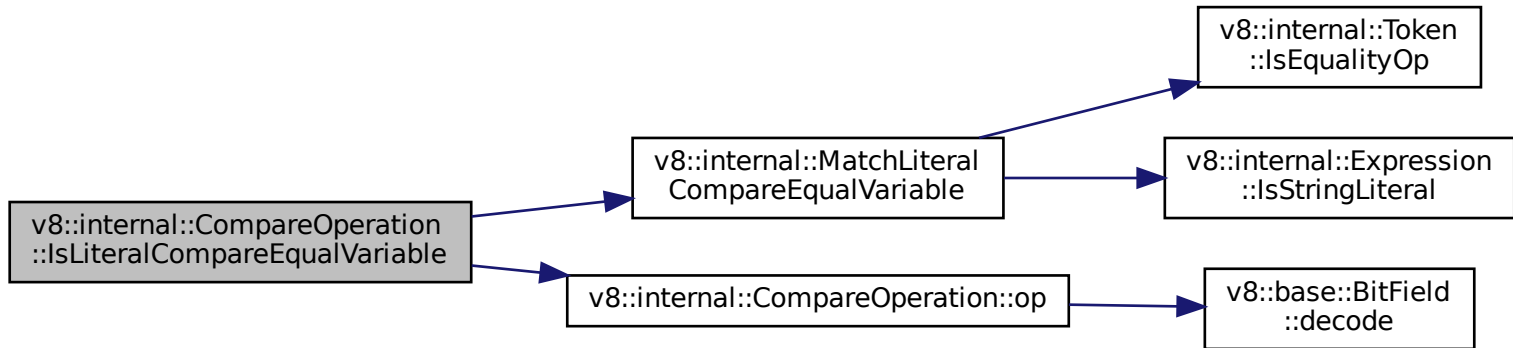 v8::internal::Token
::IsEqualityOp
v8::internal::MatchLiteral
CompareEqualVariable
v8::internal::Expression
::IsStringLiteral
v8::internal::CompareOperation
::IsLiteralCompareEqualVariable
v8::internal::CompareOperation::op
v8::base::BitField
::decode